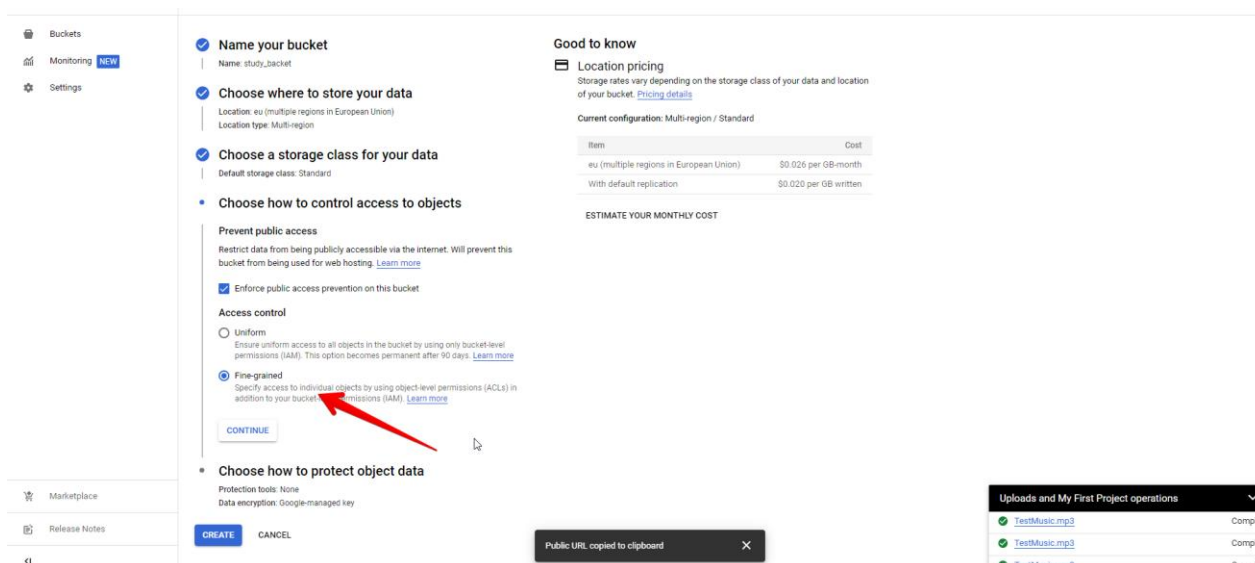 Buckets
Monitoring NEW
Settings
Marketplace
Release Notes
Name your bucket
Name: study_backet
Choose where to store your data
Location: eu (multiple regions in European Union)
Location type: Multi-region
Choose a storage class for your data
Default storage class: Standard
Choose how to control access to objects
Prevent public access
Restrict data from being publicly accessible via the internet. Will prevent this
bucket from being used for web hosting. Learn more
Enforce public access prevention on this bucket
Access control
Uniform
Ensure uniform access to all objects in the bucket by using only bucket-level
permissions (IAM). This option becomes permanent after 90 days. Learn more
Fine-grained
Specify access to individual objects by using object-level permissions (ACLs) in
addition to your bucket-level permissions (IAM). Learn more
CONTINUE
Choose how to protect object data
Protection tools: None
Data encryption: Google-managed key
CREATE CANCEL
Good to know
Location pricing
Storage rates vary depending on the storage class of your data and location
of your bucket. Pricing details
Current configuration: Multi-region / Standard
Item Cost
eu (multiple regions in European Union) $0.026 per GB-month
With default replication $0.020 per GB written
ESTIMATE YOUR MONTHLY COST
Public URL copied to clipboard
Uploads and My First Project operations
TestMusic.mp3 Comp
TestMusic.mp3 Comp